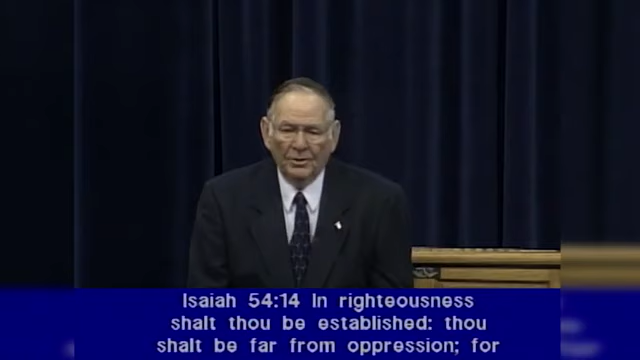 Isaiah 54:14 In righteousness
shalt thou be established: thou
shalt be far from oppression; for